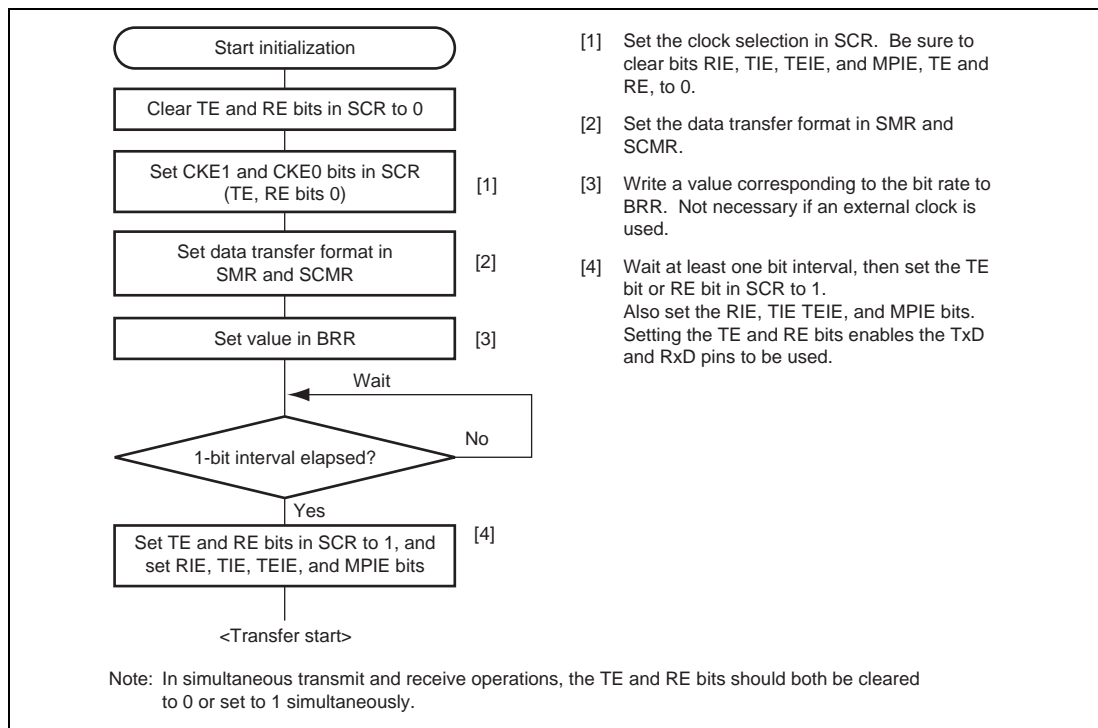 Start initialization
Clear TE and RE bits in SCR to 0
Set CKE1 and CKE0 bits in SCR
(TE, RE bits 0)
[1]
Set data transfer format in
SMR and SCMR
[2]
Set value in BRR
[3]
Wait
1-bit interval elapsed?
No
Yes
Set TE and RE bits in SCR to 1, and
set RIE, TIE, TEIE, and MPIE bits
[4]
<Transfer start>
[1] Set the clock selection in SCR. Be sure to
clear bits RIE, TIE, TEIE, and MPIE, TE and
RE, to 0.
[2] Set the data transfer format in SMR and
SCMR.
[3] Write a value corresponding to the bit rate to
BRR. Not necessary if an external clock is
used.
[4] Wait at least one bit interval, then set the TE
bit or RE bit in SCR to 1.
Also set the RIE, TIE TEIE, and MPIE bits.
Setting the TE and RE bits enables the TxD
and RxD pins to be used.
Note: In simultaneous transmit and receive operations, the TE and RE bits should both be cleared
to 0 or set to 1 simultaneously.